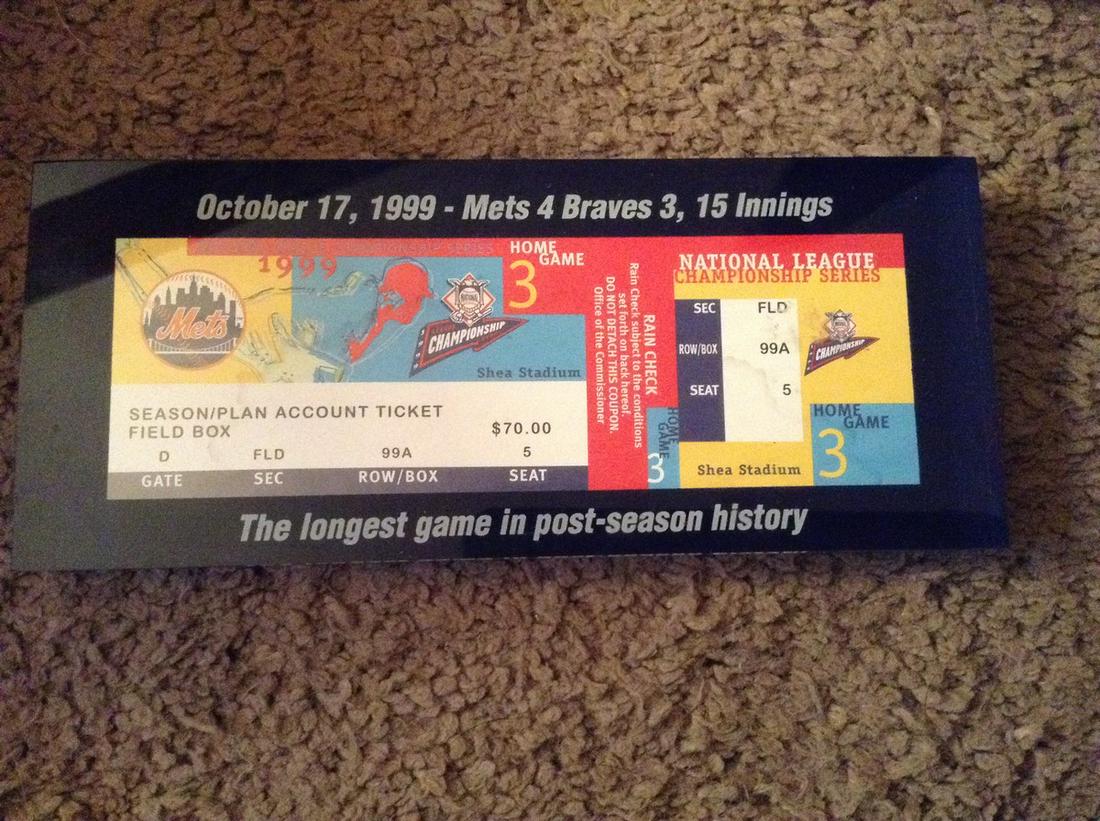 October 17, 1999 - Mets 4 Braves 3, 15 Innings
CHAMPIONSHIP SERIES
1999
HOME
GAME
3
Mets
CHAMPIONSHIP
Shea Stadium
SEASON/PLAN ACCOUNT TICKET
FIELD BOX
$70.00
D FLD 99A 5
GATE SEC ROW/BOX SEAT
RAIN CHECK
Rain Check subject to the conditions
set forth on back hereof.
DO NOT DETACH THIS COUPON.
Office of the Commissioner
HOME
GAME
3
NATIONAL LEAGUE
CHAMPIONSHIP SERIES
SEC FLD
ROW/BOX 99A
SEAT 5
CHAMPIONSHIP
Shea Stadium
HOME
GAME
3
The longest game in post-season history